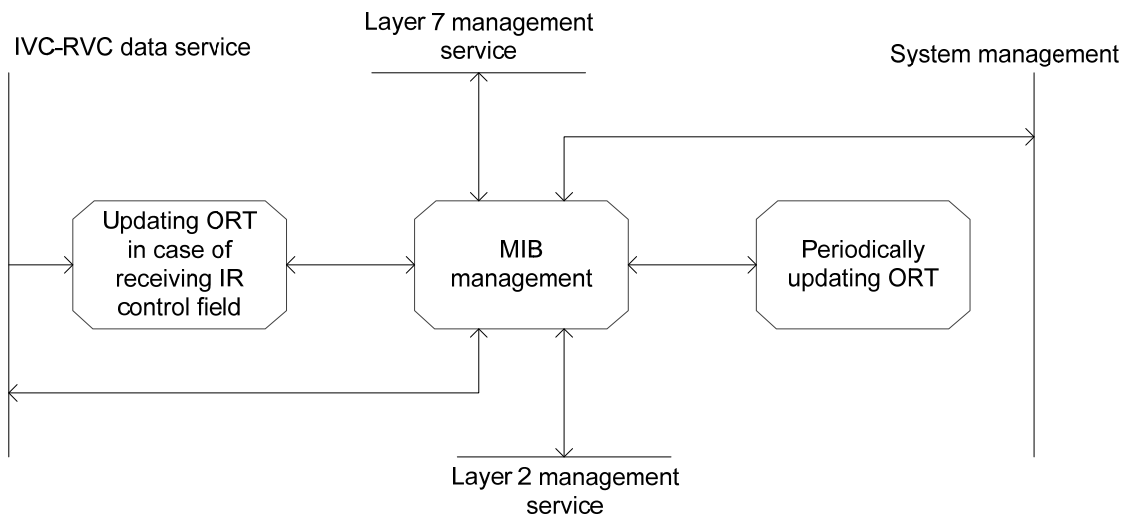 IVC-RVC data service
Layer 7 management
service
System management
Updating ORT
in case of
receiving IR
control field
MIB
management
Periodically
updating ORT
Layer 2 management
service